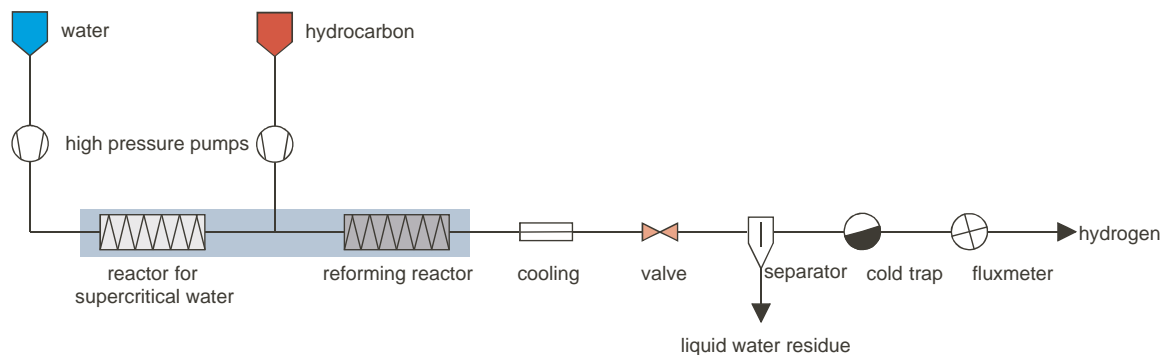 water
hydrocarbon
high pressure pumps
hydrogen
reactor for
supercritical water
reforming reactor
cooling
valve
separator
cold trap
fluxmeter
liquid water residue